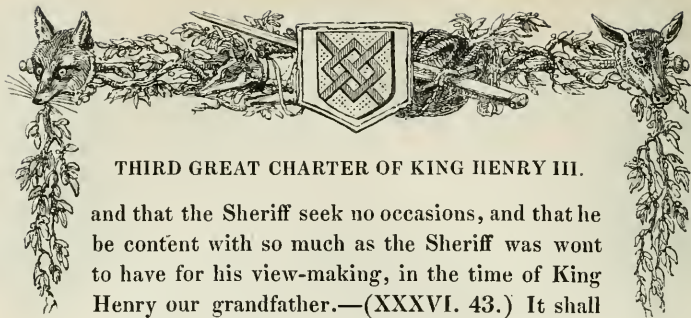 THIRD GREAT CHARTER OF KING HENRY III.
and that the Sheriff seek no occasions, and that he
be content with so much as the Sheriff was wont
to have for his view-making, in the time of King
Henry our grandfather.—(XXXVI. 43.) It shall